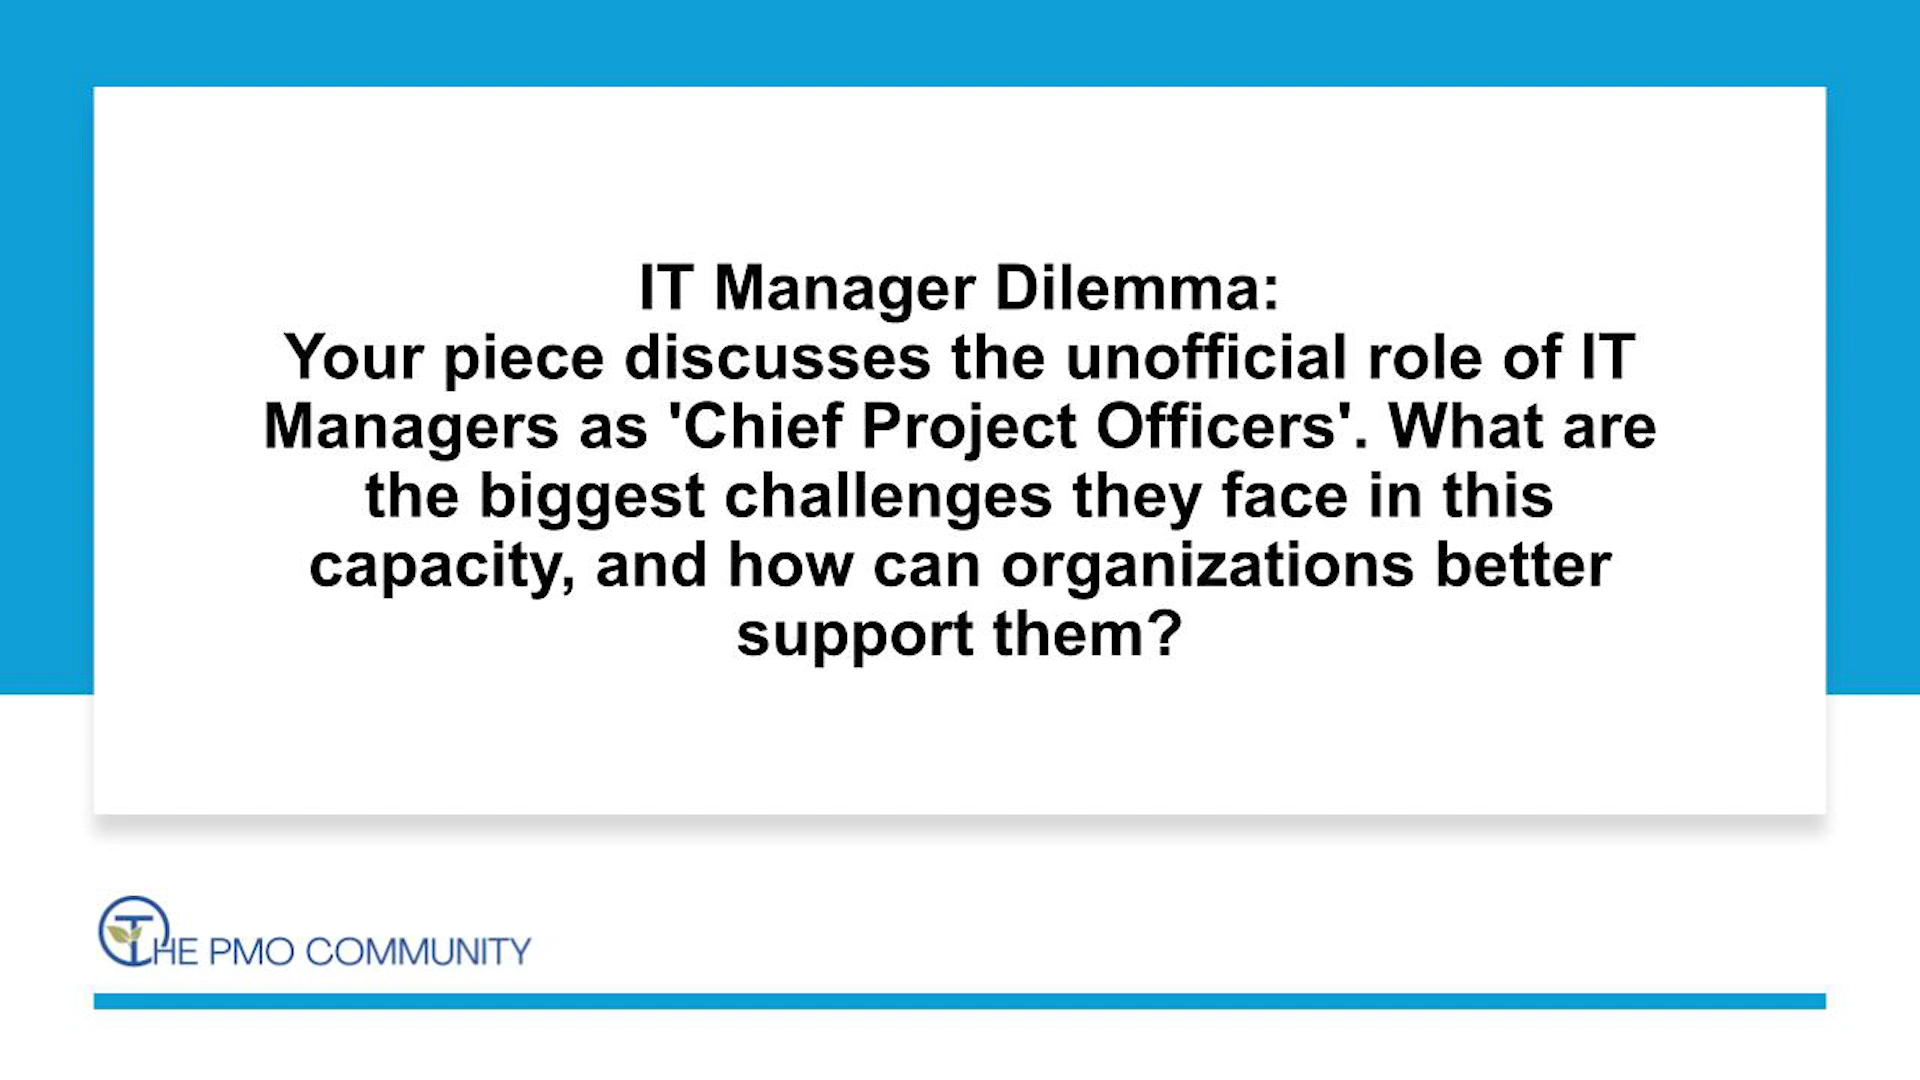 IT Manager Dilemma:
Your piece discusses the unofficial role of IT
Managers as 'Chief Project Officers'. What are
the biggest challenges they face in this
capacity, and how can organizations better
support them?
THE PMO COMMUNITY